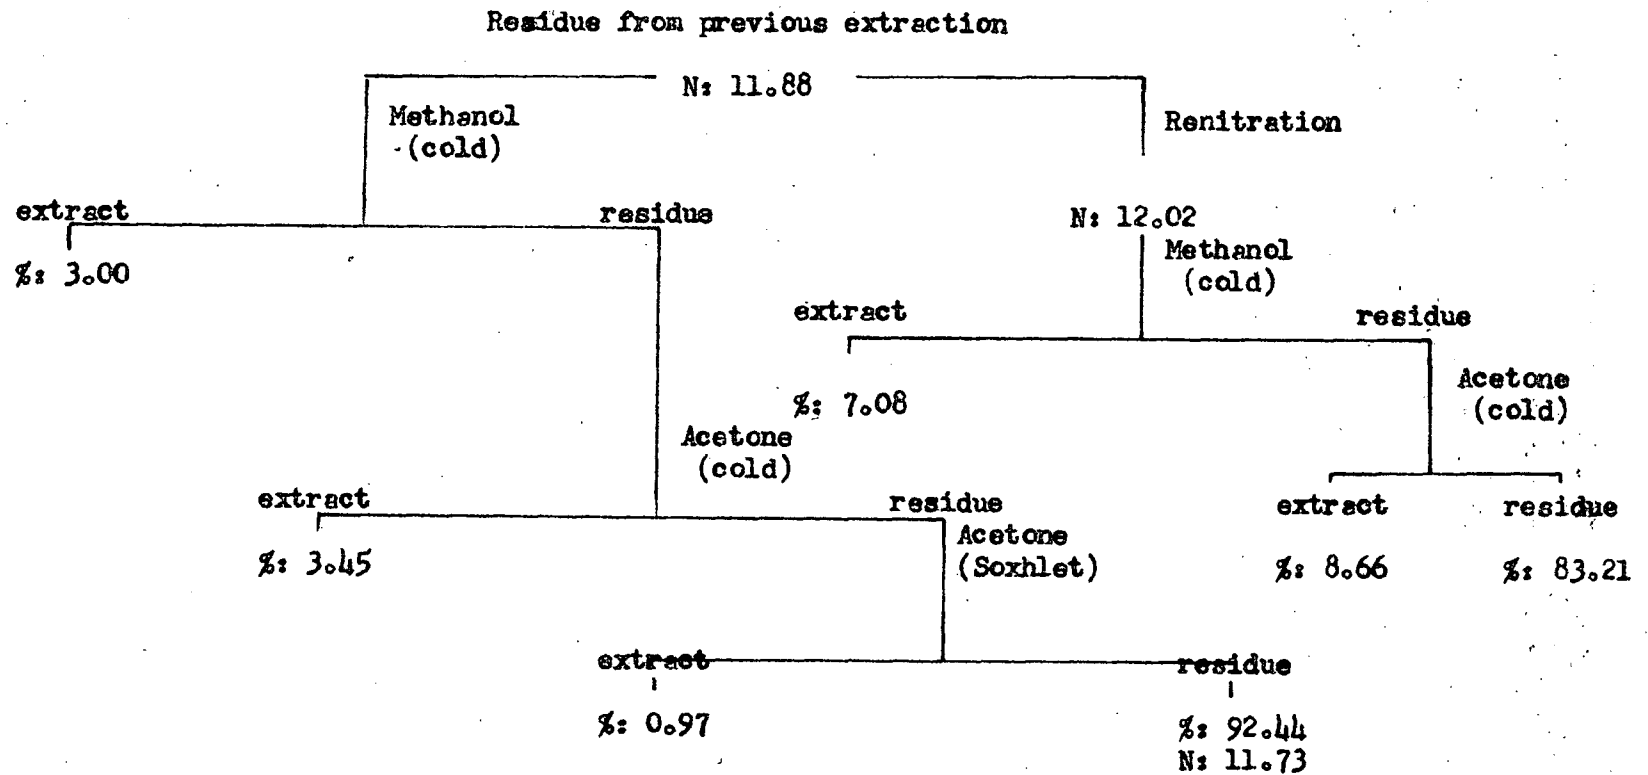 Residue from previous extraction
N: 11.88
Methanol
(cold)
Renitration
extract
residue
%: 3.00
N: 12.02
Methanol
(cold)
extract
residue
%: 7.08
Acetone
(cold)
Acetone
(cold)
extract
residue
%: 3.45
Acetone
(Soxhlet)
extract
residue
%: 8.66
%: 83.21
extract
residue
%: 0.97
%: 92.44
N: 11.73